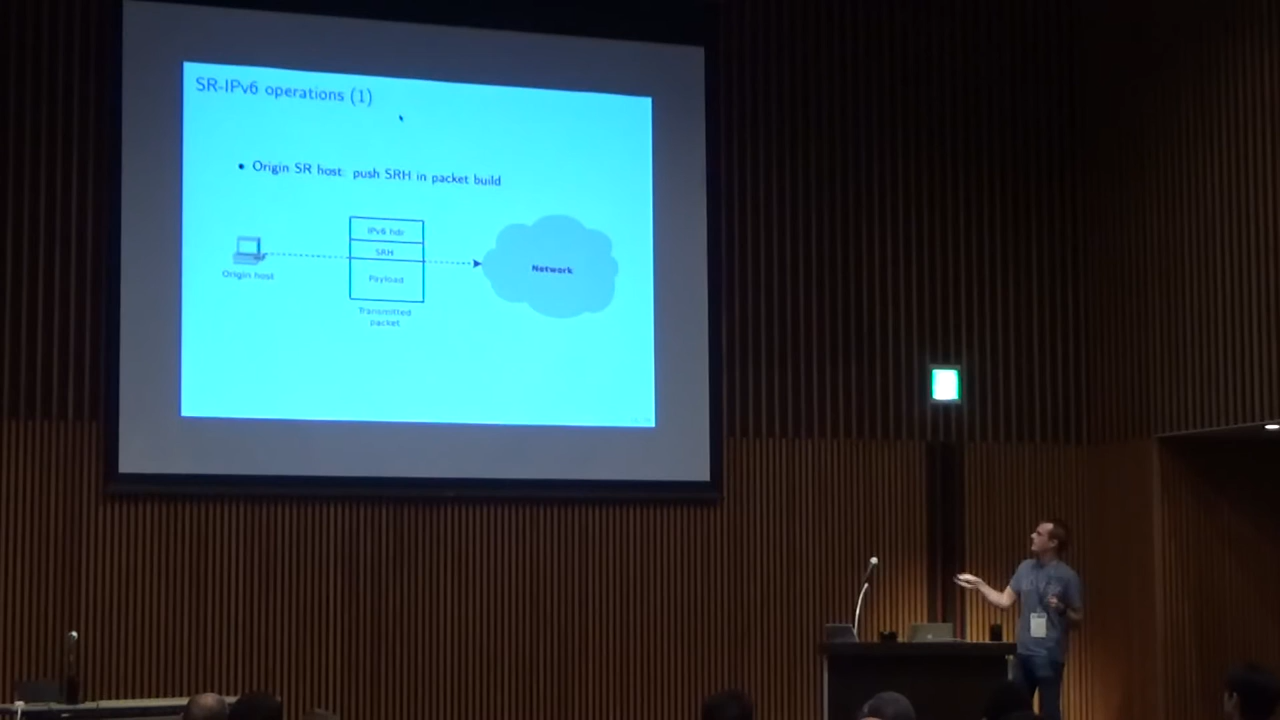 SR-IPv6 operations (1)
• Origin SR host: push SRH in packet build
IPv6 hdr
SRH
Payload
Origin host
Network
Transmitted
packet